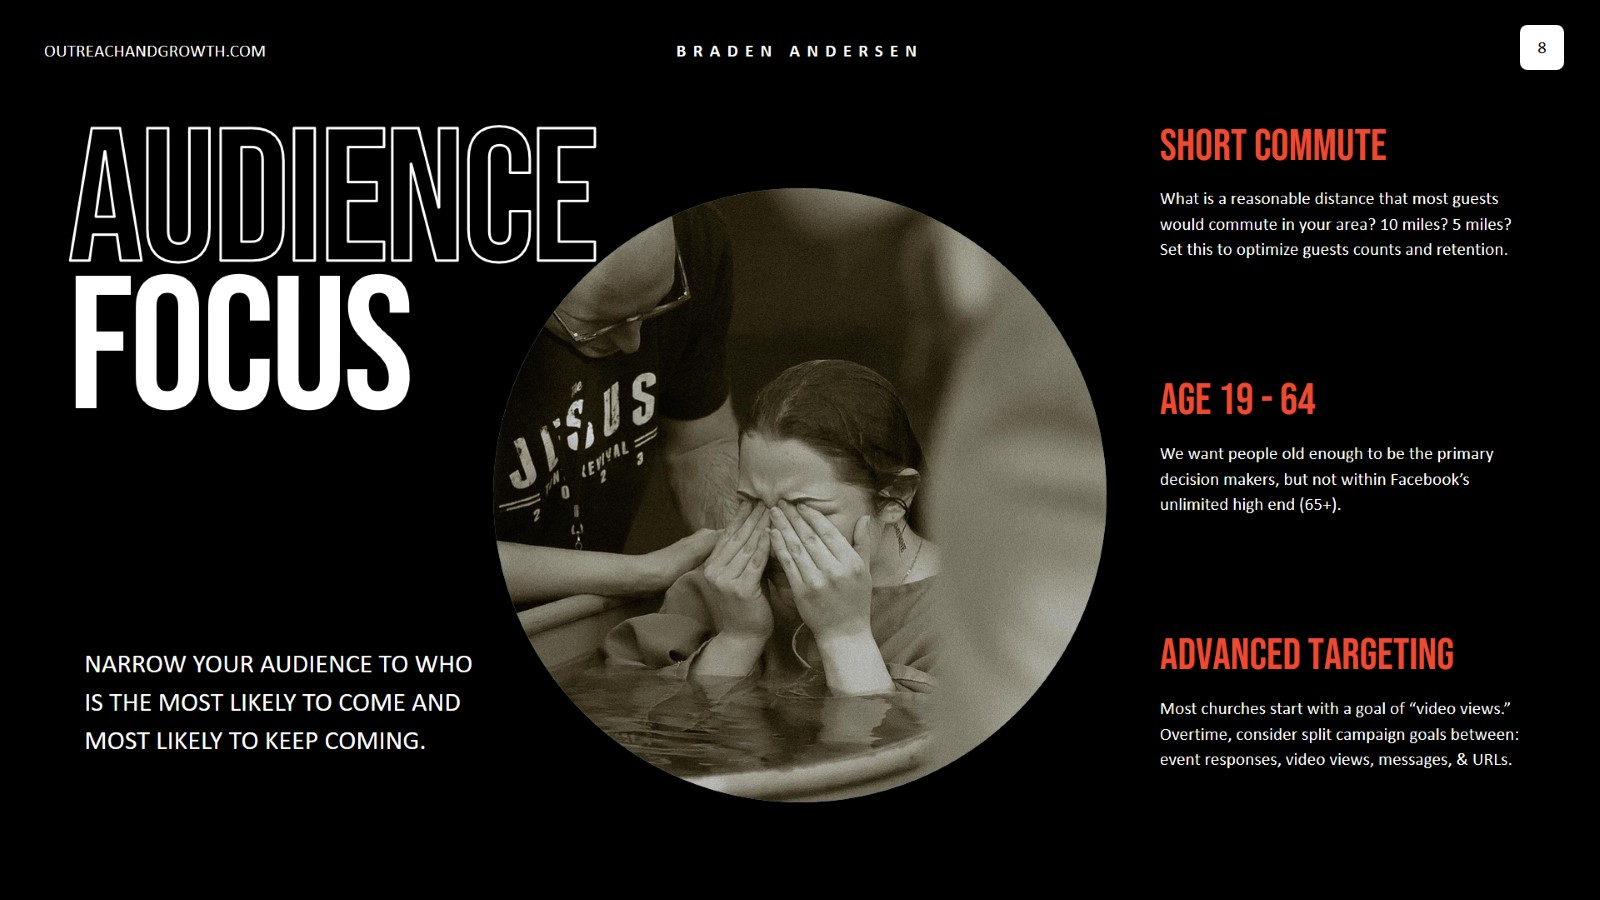 OUTREACHANDGROWTH.COM
BRADEN ANDERSEN
8
AUDIENCE
FOCUS
NARROW YOUR AUDIENCE TO WHO
IS THE MOST LIKELY TO COME AND
MOST LIKELY TO KEEP COMING.
JESUS
REVIVAL
2 0 2 3
SHORT COMMUTE
What is a reasonable distance that most guests
would commute in your area? 10 miles? 5 miles?
Set this to optimize guests counts and retention.
AGE 19 - 64
We want people old enough to be the primary
decision makers, but not within Facebook’s
unlimited high end (65+).
ADVANCED TARGETING
Most churches start with a goal of “video views.”
Overtime, consider split campaign goals between:
event responses, video views, messages, & URLs.